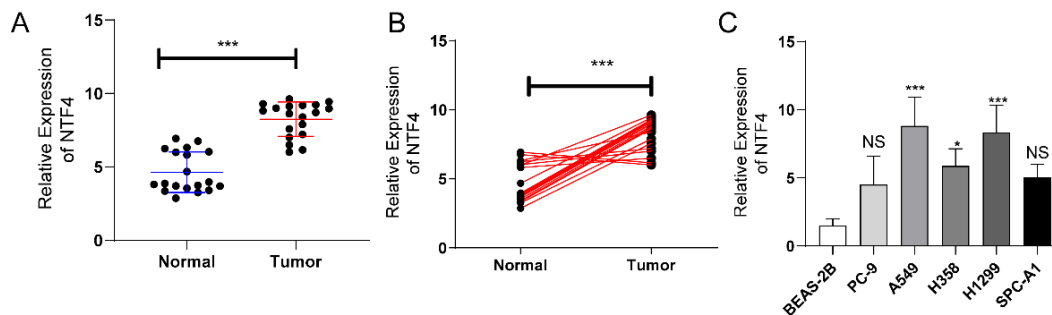 A
Relative Expression
of NTF4
15
10
5
0
***
Normal
Tumor
B
Relative Expression
of NTF4
15
10
5
0
***
Normal
Tumor
C
Relative Expression
of NTF4
15
10
5
0
NS
***
*
***
NS
BEAS-2B
PC-9
A549
H358
H1299
SPC-A1